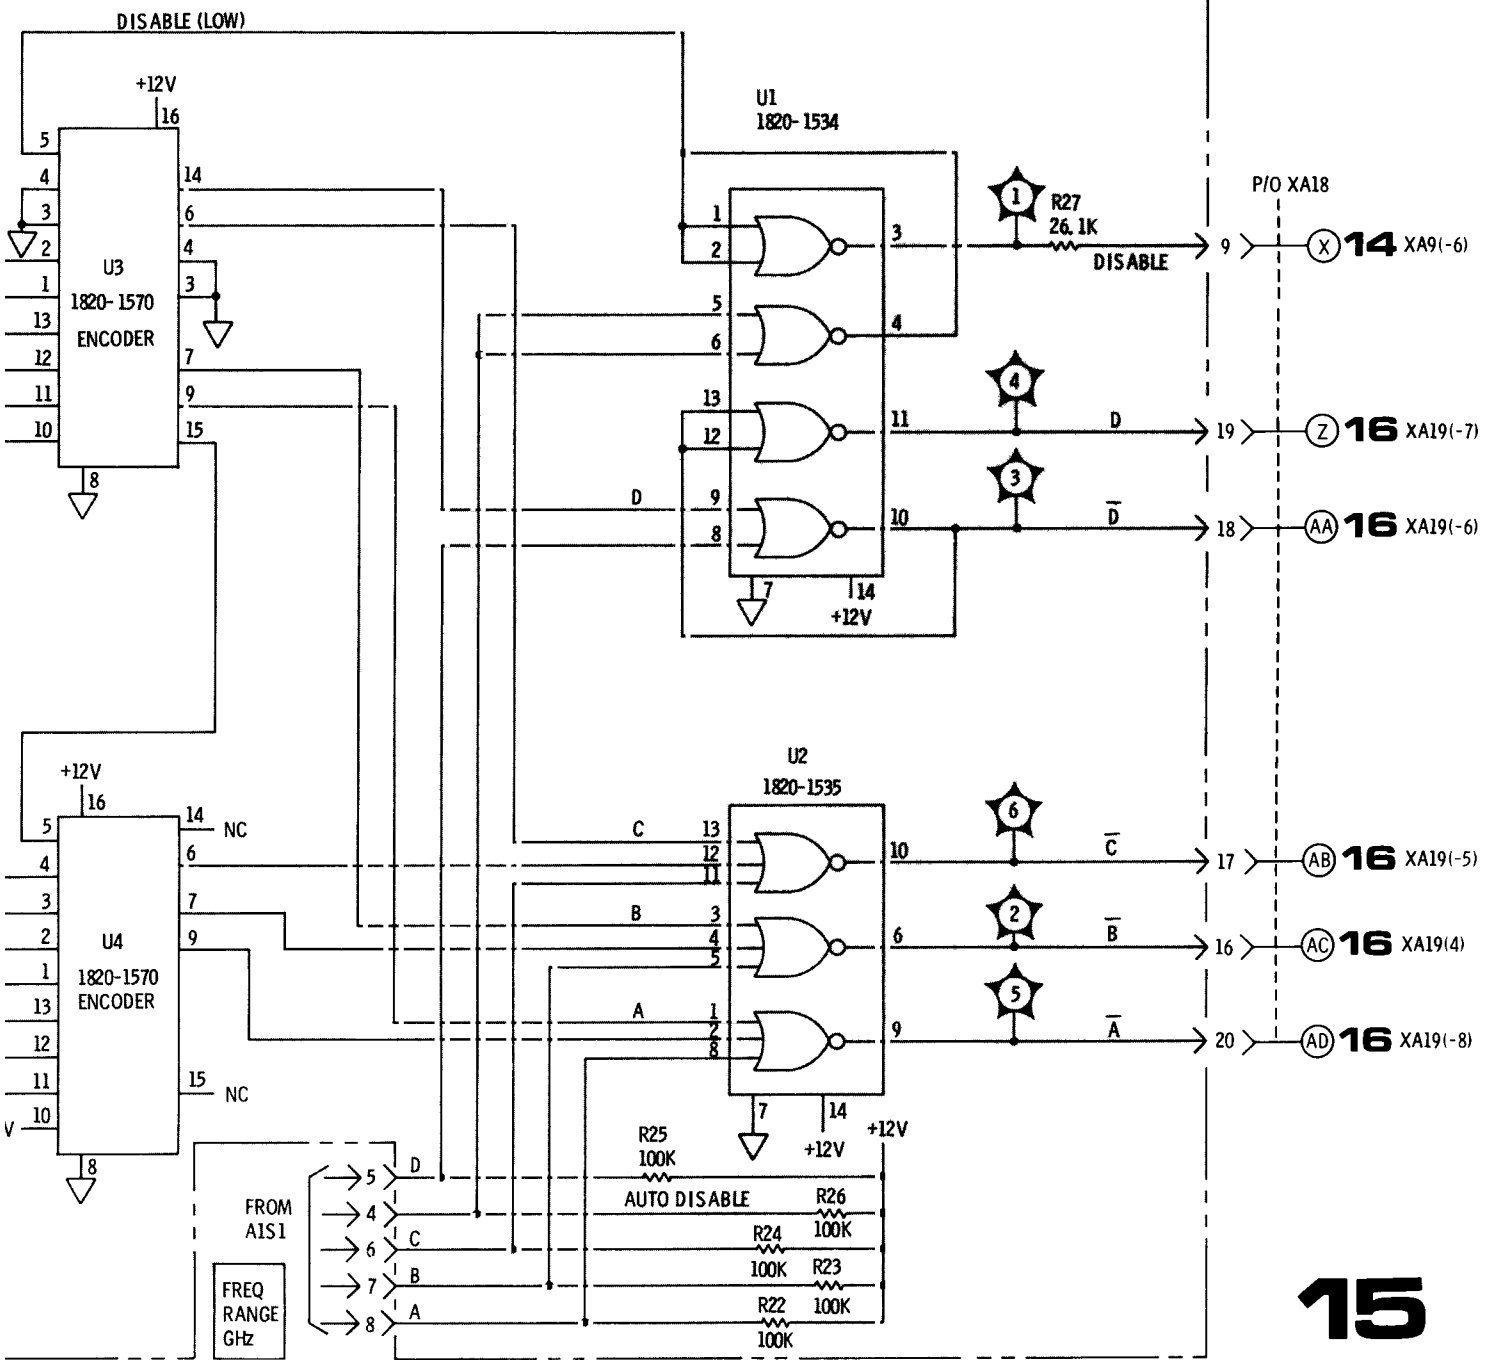 DISABLE (LOW)
+12V
16
5
4
3
2
1
13
12
11
10
14
6
4
3
7
9
15
8
U3
1820-1570
ENCODER
U1
1820-1534
1
2
3
5
6
4
13
12
11
D
9
8
10
7
14
+12V
1
R27
26.1K
DISABLE
4
D
3
D̅
P/O XA18
9
X
14 XA9(-6)
19
Z
16 XA19(-7)
18
AA
16 XA19(-6)
+12V
16
5
4
3
2
1
13
12
11
10
V
14
NC
6
7
9
15
NC
8
U4
1820-1570
ENCODER
U2
1820-1535
C
13
12
11
10
B
3
4
5
6
A
1
2
8
9
7
14
+12V
+12V
6
C̅
17
AB
16 XA19(-5)
2
B̅
16
AC
16 XA19(4)
5
A̅
20
AD
16 XA19(-8)
FROM
A1S1
FREQ
RANGE
GHz
5 D
R25
100K
4
AUTO DISABLE
R26
100K
6 C
R24
100K
7 B
R23
100K
8 A
R22
100K
15